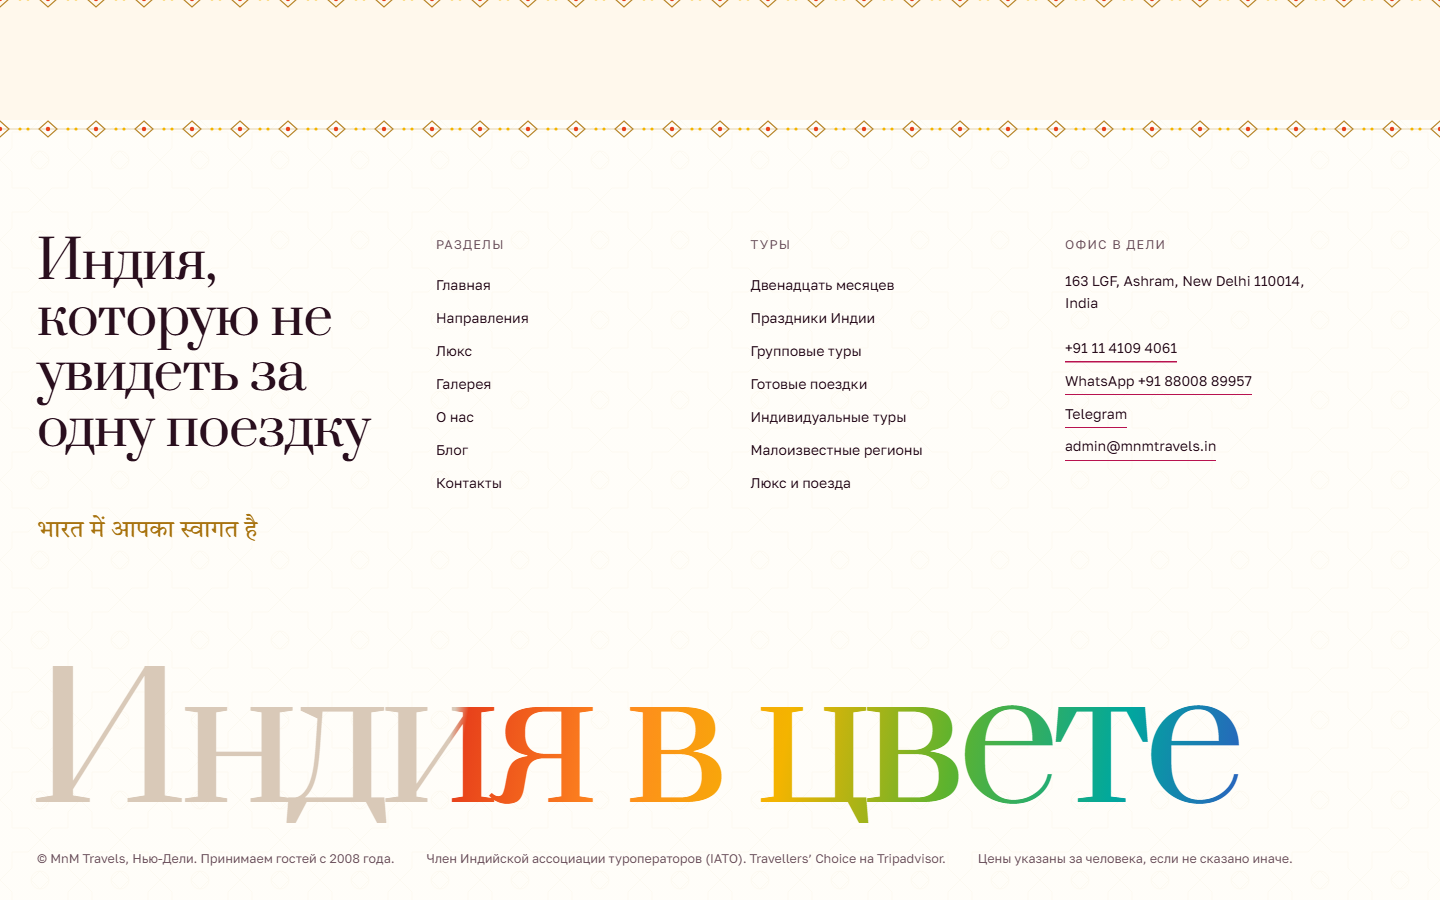 Индия,
которую не
увидеть за
одну поездку
भारत में आपका स्वागत है
РАЗДЕЛЫ
Главная
Направления
Люкс
Галерея
О нас
Блог
Контакты
ТУРЫ
Двенадцать месяцев
Праздники Индии
Групповые туры
Готовые поездки
Индивидуальные туры
Малоизвестные регионы
Люкс и поезда
ОФИС В ДЕЛИ
163 LGF, Ashram, New Delhi 110014,
India
+91 11 4109 4061
WhatsApp +91 88008 89957
Telegram
admin@mnmtravels.in
Индия в цвете
© MnM Travels, Нью-Дели. Принимаем гостей с 2008 года.
Член Индийской ассоциации туроператоров (IATO). Travellers’ Choice на Tripadvisor.
Цены указаны за человека, если не сказано иначе.